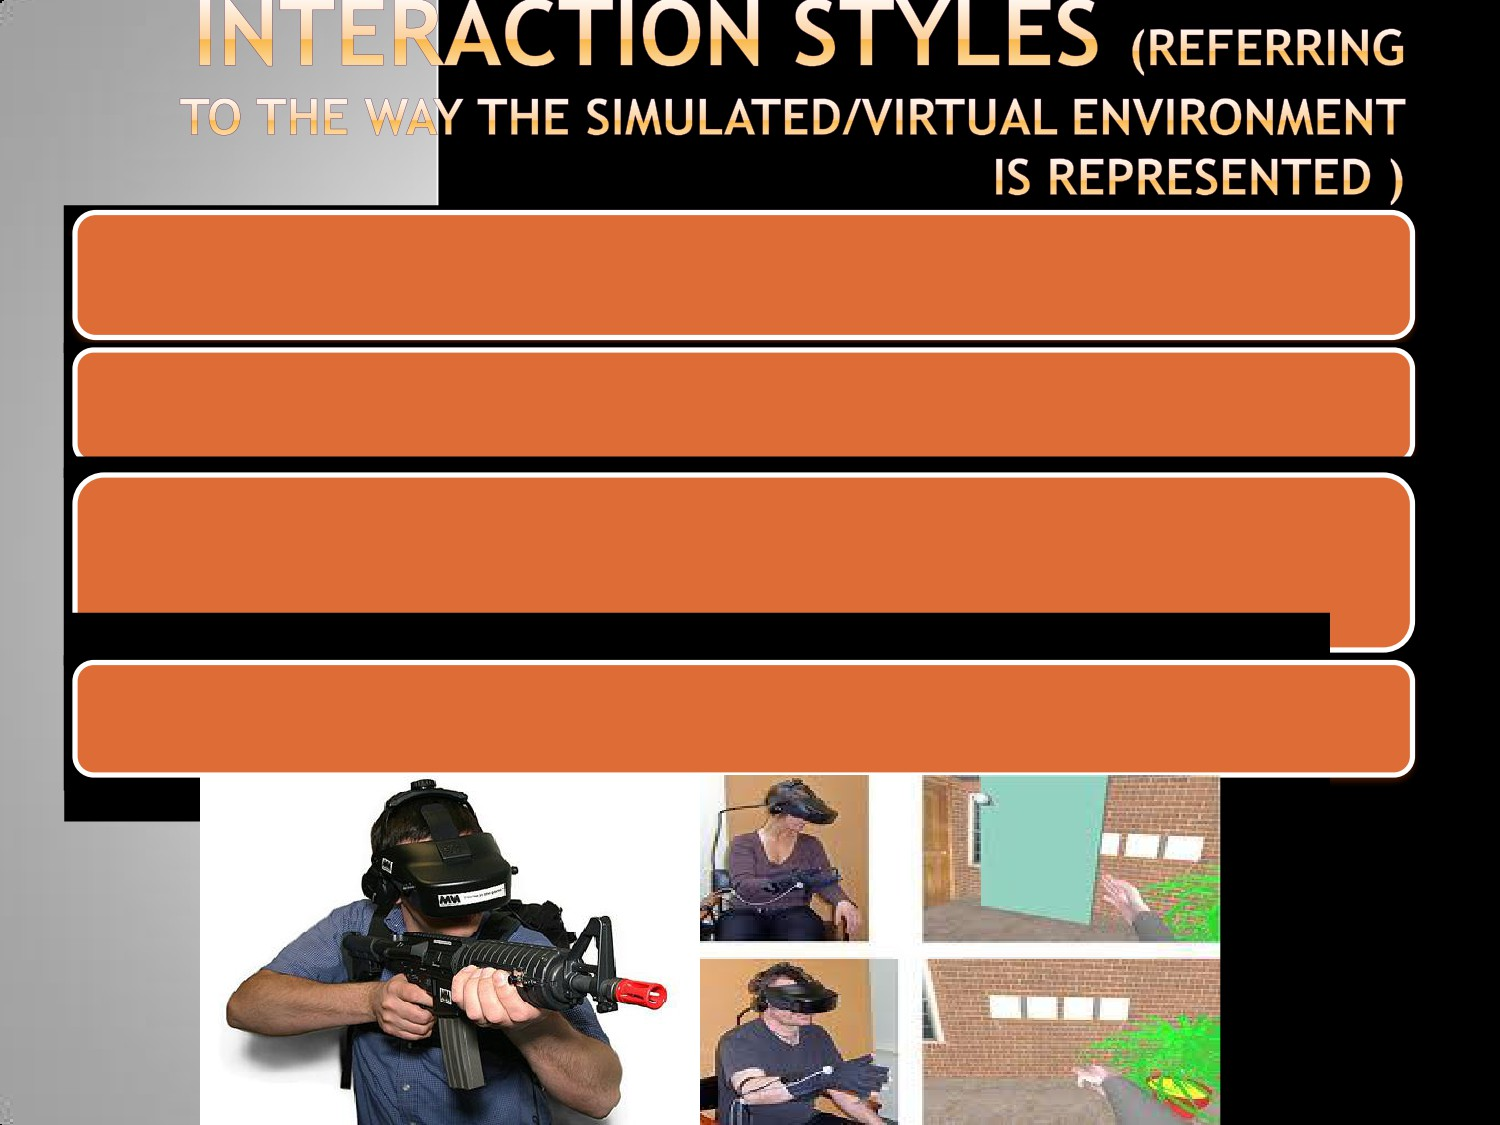 INTERACTION STYLES (REFERRING
TO THE WAY THE SIMULATED/VIRTUAL ENVIRONMENT
IS REPRESENTED )